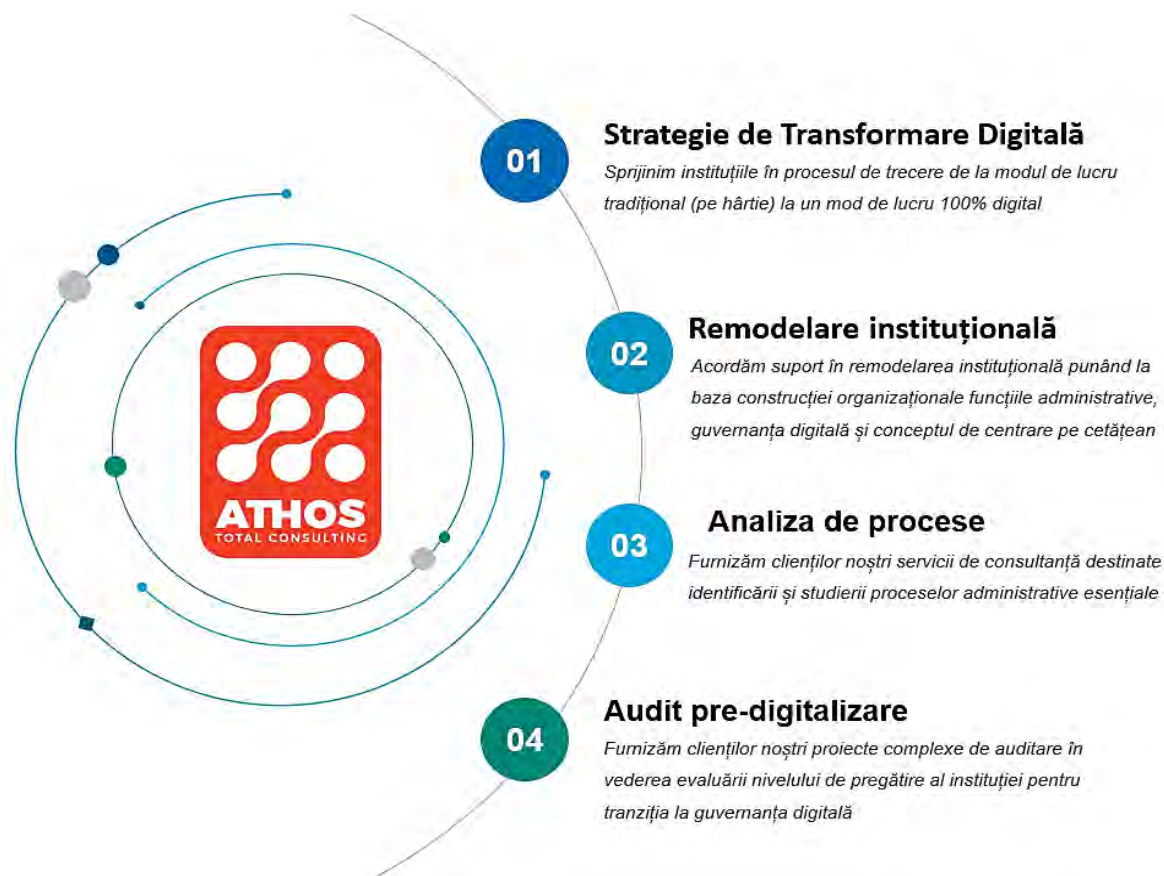 01
Strategie de Transformare Digitală
Sprijinim instituțiile în procesul de trecere de la modul de lucru
tradițional (pe hârtie) la un mod de lucru 100% digital
02
Remodelare instituțională
Acordăm suport în remodelarea instituțională punând la
baza construcției organizaționale funcțiile administrative,
guvernanța digitală și conceptul de centrare pe cetățean
ATHOS
TOTAL CONSULTING
03
Analiza de procese
Furnizăm clienților noștri servicii de consultanță destinate
identificării și studierii proceselor administrative esențiale
04
Audit pre-digitalizare
Furnizăm clienților noștri proiecte complexe de auditare în
vederea evaluării nivelului de pregătire al instituției pentru
tranziția la guvernanța digitală